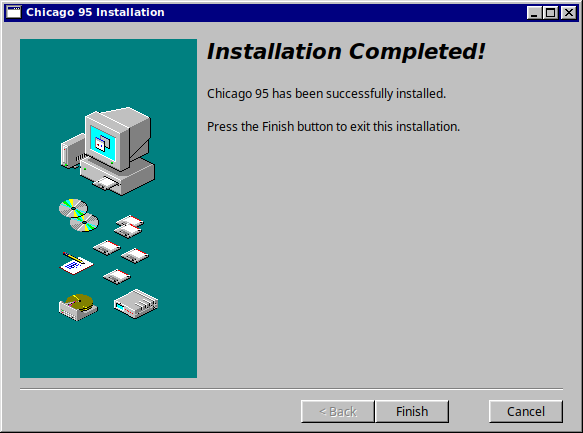 Chicago 95 Installation
Installation Completed!
Chicago 95 has been successfully installed.
Press the Finish button to exit this installation.
< Back
Finish
Cancel